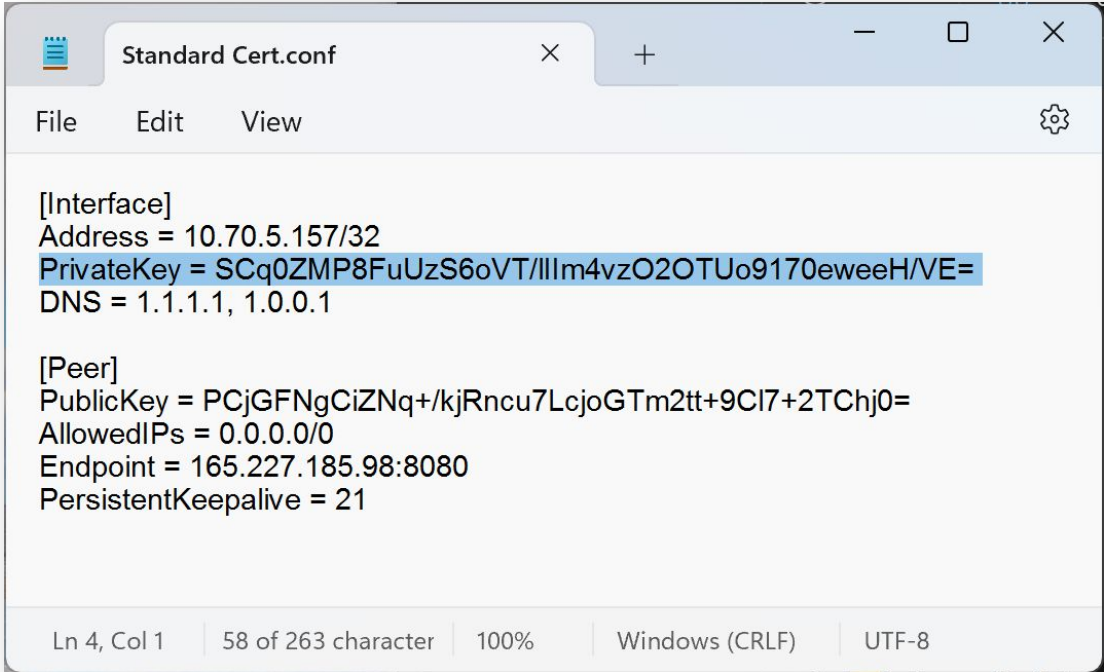 Standard Cert.conf
File Edit View
[Interface]
Address = 10.70.5.157/32
PrivateKey =
DNS = 1.1.1.1, 1.0.0.1
[Peer]
PublicKey =
AllowedIPs = 0.0.0.0/0
Endpoint = 165.227.185.98:8080
PersistentKeepalive = 21
Ln 4, Col 1 58 of 263 character 100% Windows (CRLF) UTF-8